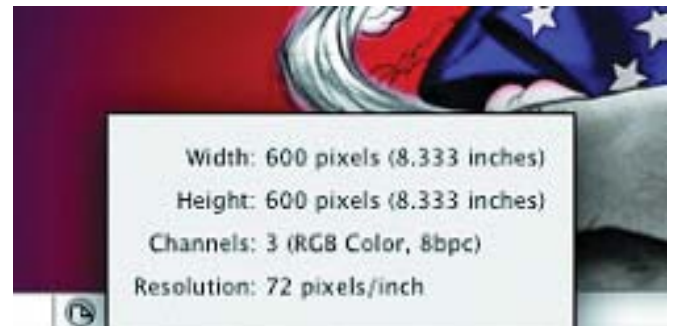 Width: 600 pixels (8.333 inches)
Height: 600 pixels (8.333 inches)
Channels: 3 (RGB Color, 8bpc)
Resolution: 72 pixels/inch